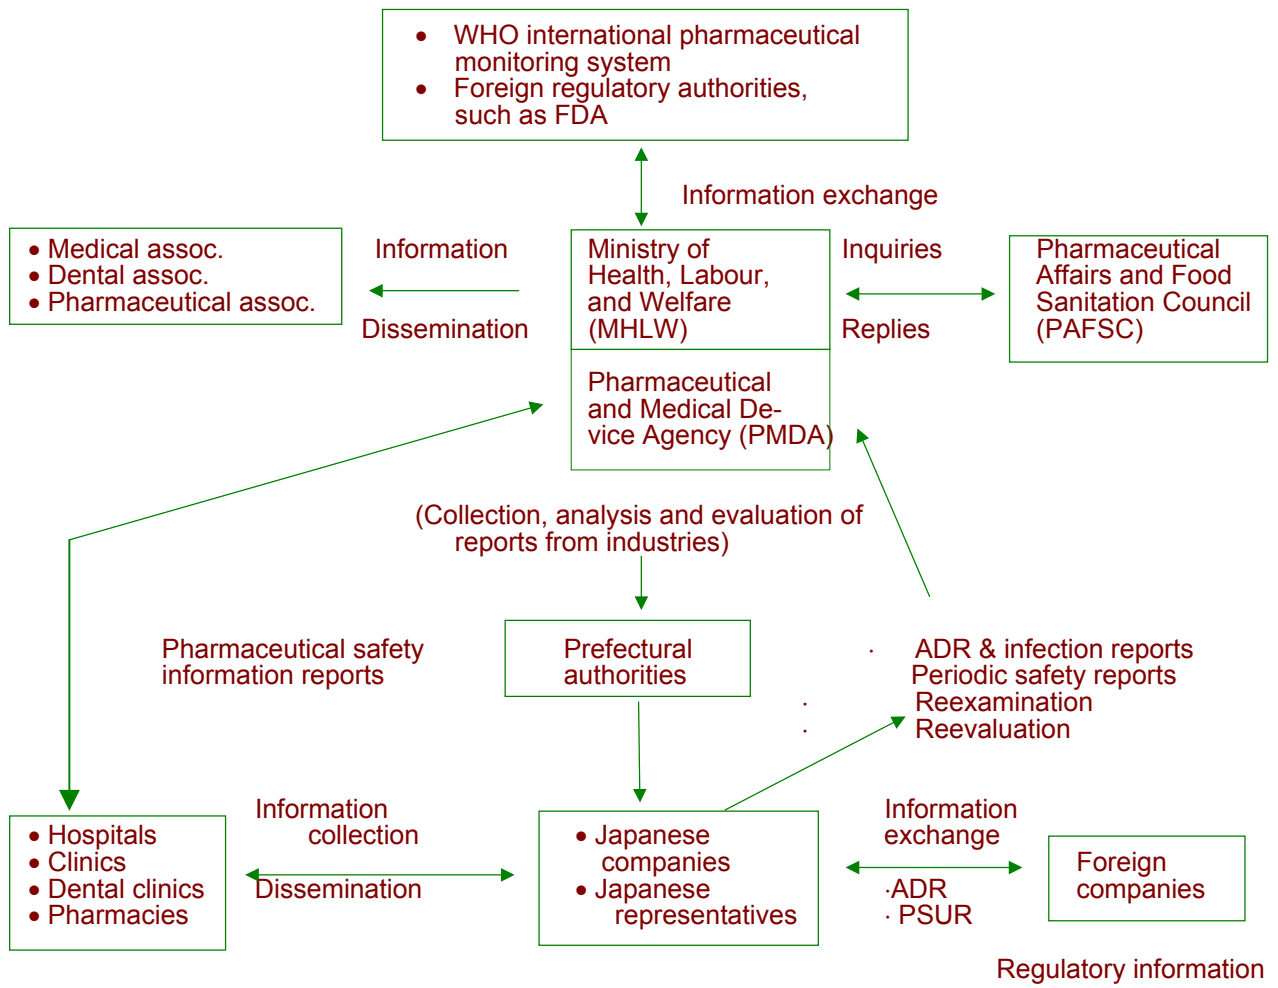 • WHO international pharmaceutical
monitoring system
• Foreign regulatory authorities,
such as FDA
Information exchange
• Medical assoc.
• Dental assoc.
• Pharmaceutical assoc.
Information
Dissemination
Ministry of
Health, Labour,
and Welfare
(MHLW)
Inquiries
Replies
Pharmaceutical
Affairs and Food
Sanitation Council
(PAFSC)
Pharmaceutical
and Medical De-
vice Agency (PMDA)
(Collection, analysis and evaluation of
reports from industries)
Pharmaceutical safety
information reports
Prefectural
authorities
· ADR & infection reports
Periodic safety reports
· Reexamination
· Reevaluation
• Hospitals
• Clinics
• Dental clinics
• Pharmacies
Information
collection
Dissemination
• Japanese
companies
• Japanese
representatives
Information
exchange
·ADR
· PSUR
Foreign
companies
Regulatory information